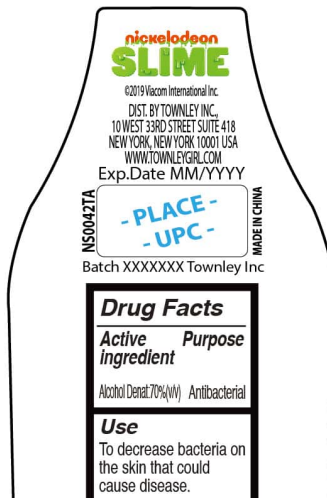 nickelodeon
SLIME
©2019 Viacom International Inc.
DIST. BY TOWNLEY INC,
10 WEST 33RD STREET SUITE 418
NEW YORK, NEW YORK 10001 USA
WWW.TOWNLEYGIRL.COM
Exp.Date MM/YYYY
NS0042TA
- PLACE -
- UPC -
MADE IN CHINA
Batch XXXXXXX Townley Inc
Drug Facts
Active Purpose
ingredient
Alcohol Denat:70%(v/v) Antibacterial
Use
To decrease bacteria on
the skin that could
cause disease.